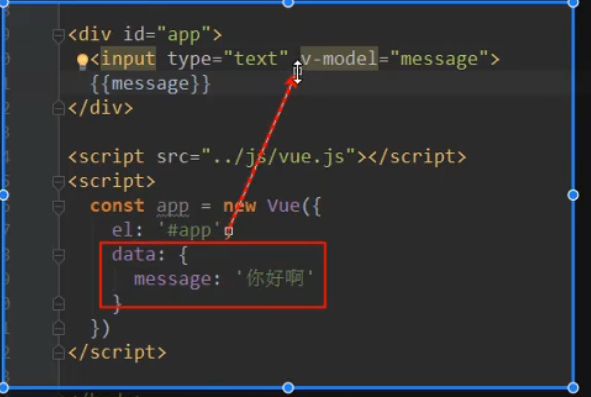 <div id="app">
<input type="text" v-model="message">
{{message}}
</div>
<script src="../js/vue.js"></script>
<script>
const app = new Vue({
el: '#app',
data: {
message: '你好啊'
}
})
</script>